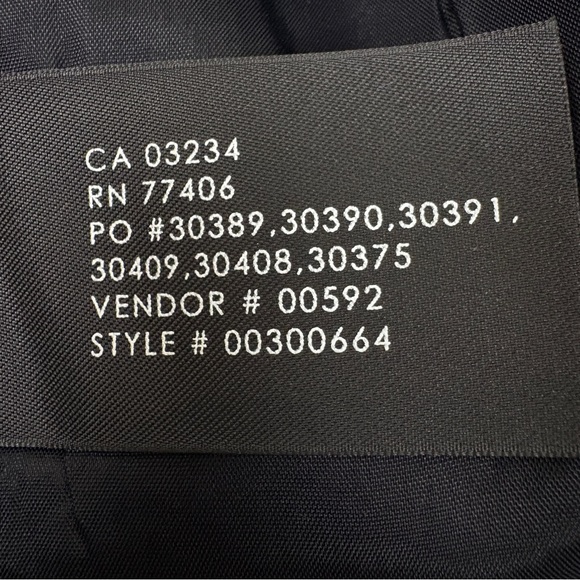 CA 03234
RN 77406
PO #30389,30390,30391,
30409,30408,30375
VENDOR # 00592
STYLE # 00300664